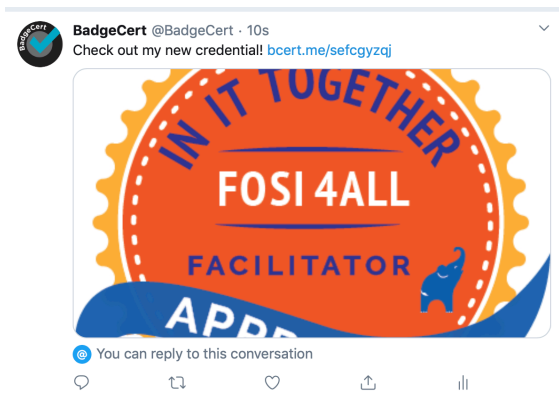 BadgeCert
BadgeCert @BadgeCert · 10s
Check out my new credential! bcert.me/sefcgyzqj
IN IT TOGETHER
FOSI 4ALL
FACILITATOR
@ You can reply to this conversation